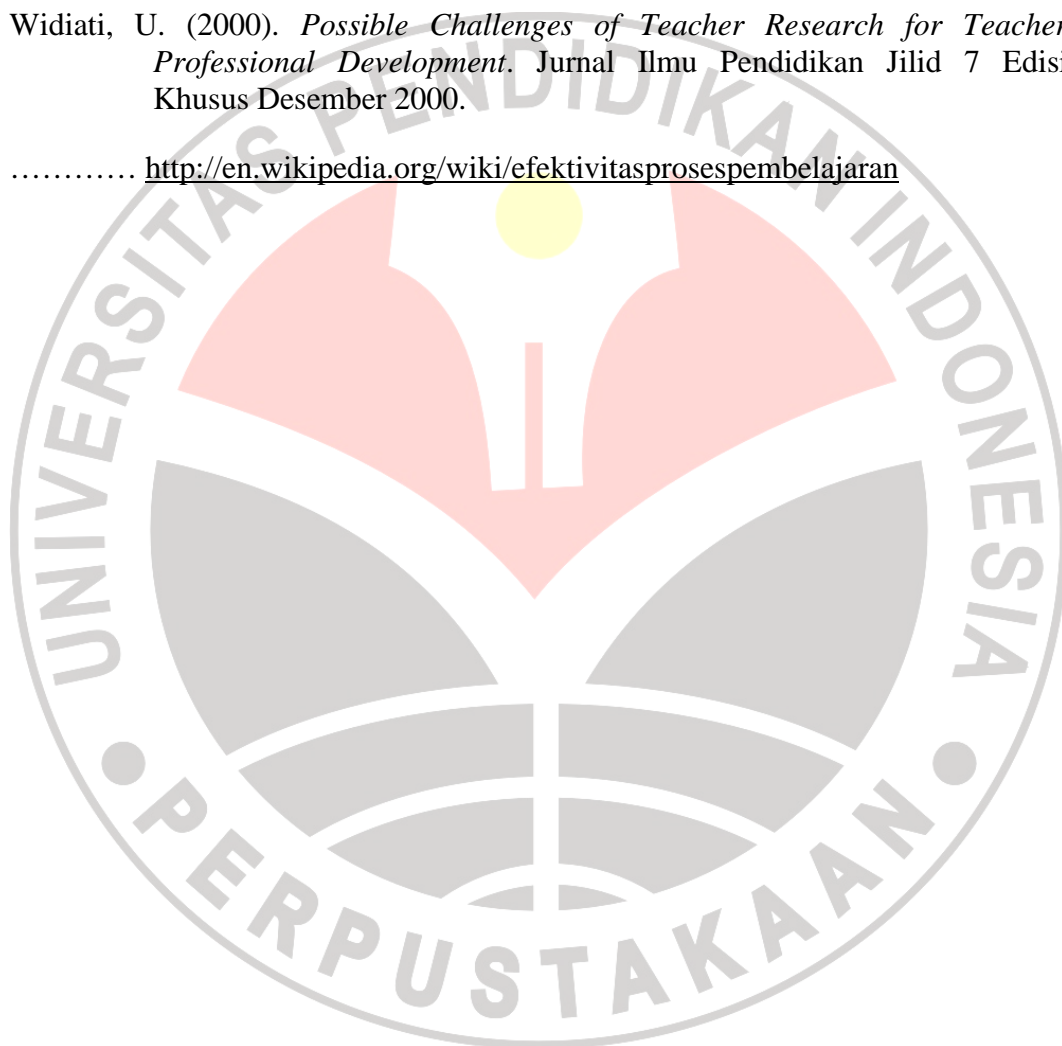 Widiati, U. (2000). Possible Challenges of Teacher Research for Teacher
Professional Development. Jurnal Ilmu Pendidikan Jilid 7 Edisi
Khusus Desember 2000.
………… http://en.wikipedia.org/wiki/efektivitasprosespembelajaran
UNIVERSITAS PENDIDIKAN INDONESIA
PERPUSTAKAAN